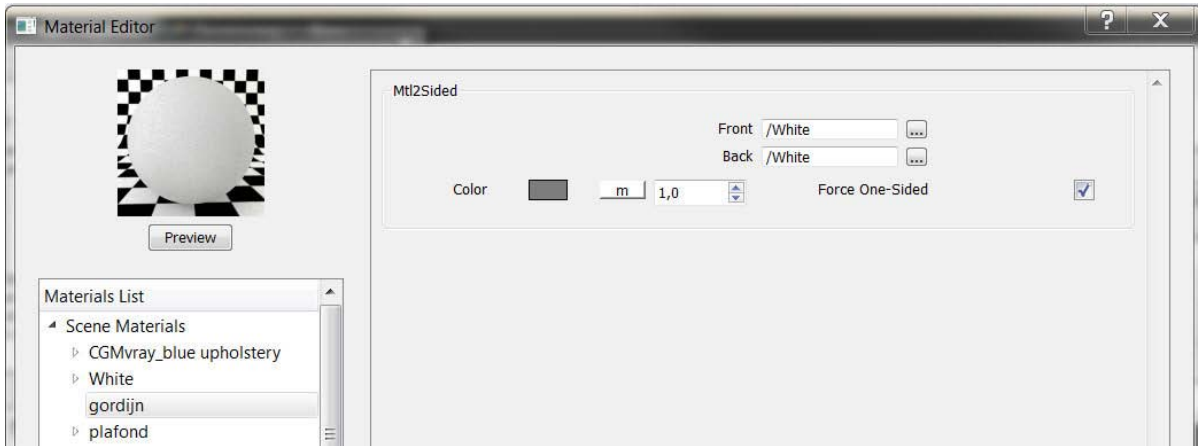 Material Editor
Mtl2Sided
Front /White ...
Back /White ...
Color m 1,0 Force One-Sided
Preview
Materials List
Scene Materials
CGMvray_blue upholstery
White
gordijn
plafond